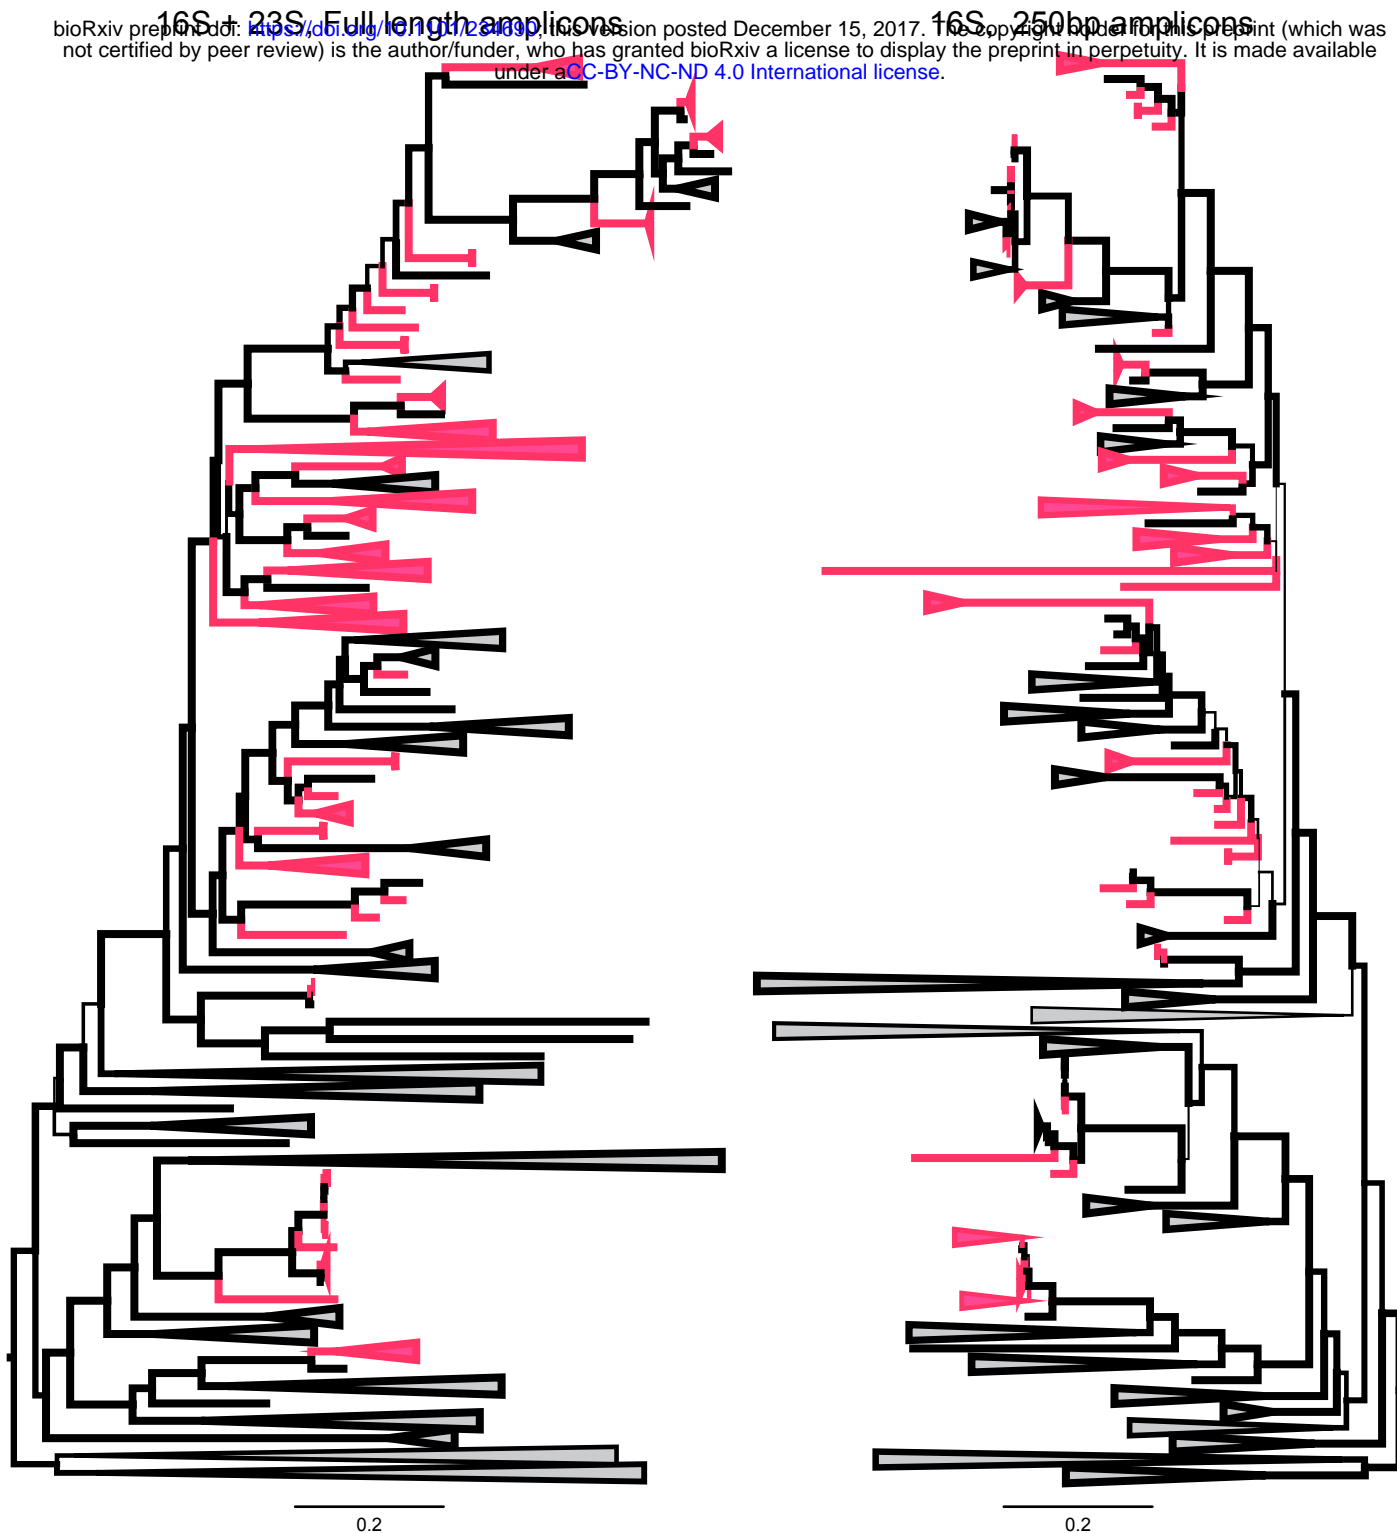 16S + 23S, Full length amplicons
16S, 250bp amplicons
bioRxiv preprint doi: https://doi.org/10.1101/234690; this version posted December 15, 2017. The copyright holder for this preprint (which was
not certified by peer review) is the author/funder, who has granted bioRxiv a license to display the preprint in perpetuity. It is made available
under aCC-BY-NC-ND 4.0 International license.
0.2
0.2